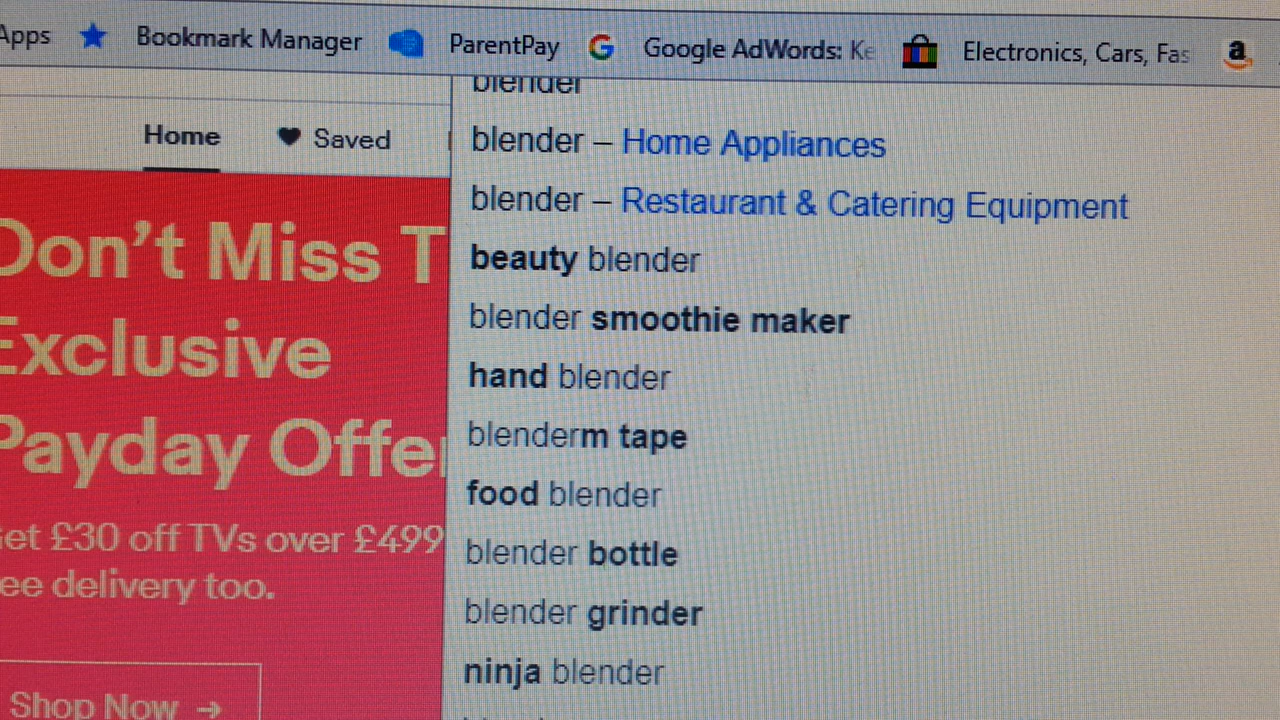 Apps Bookmark Manager ParentPay Google AdWords: Ke Electronics, Cars, Fas
blender
Home Saved
blender – Home Appliances
blender – Restaurant & Catering Equipment
beauty blender
blender smoothie maker
hand blender
blenderm tape
food blender
blender bottle
blender grinder
ninja blender
Don't Miss T
Exclusive
Payday Offer
et £30 off TVs over £499
ee delivery too.
Shop Now →